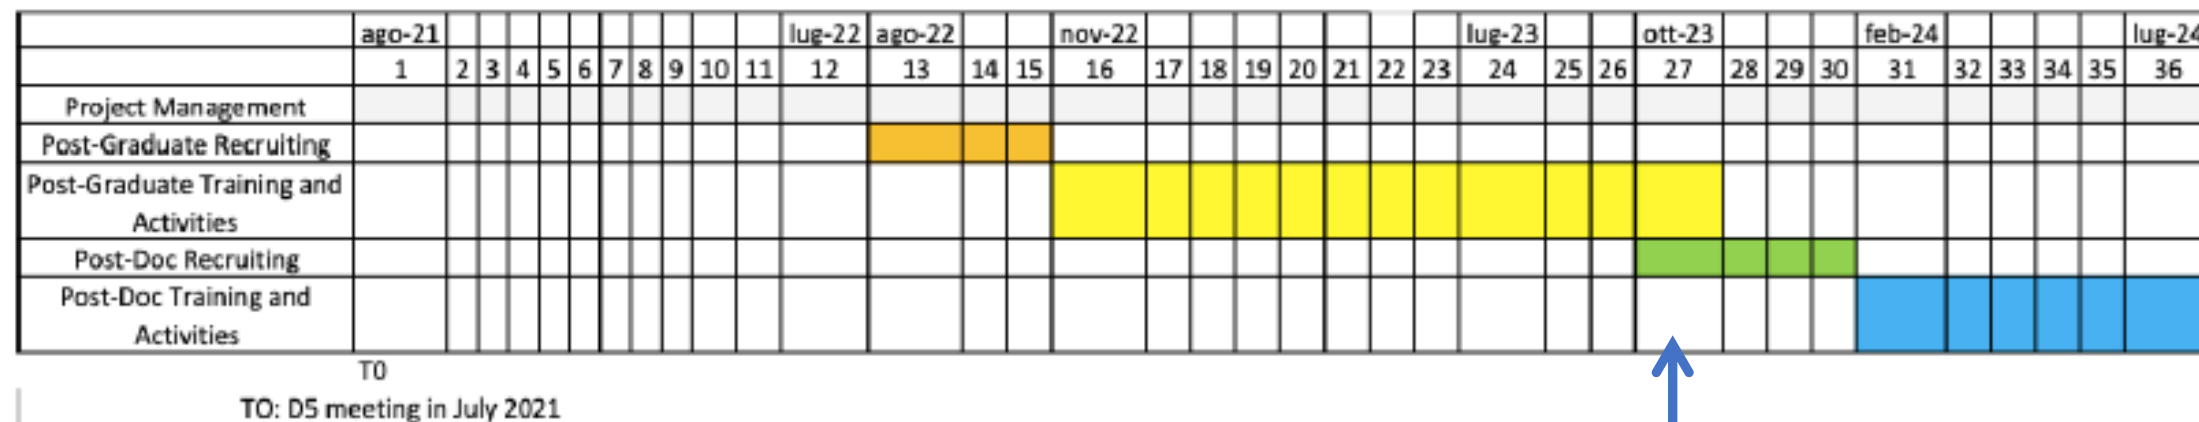 ago-21 lug-22 ago-22 nov-22 lug-23 ott-23 feb-24 lug-24
1 2 3 4 5 6 7 8 9 10 11 12 13 14 15 16 17 18 19 20 21 22 23 24 25 26 27 28 29 30 31 32 33 34 35 36
Project Management
Post-Graduate Recruiting
Post-Graduate Training and
Activities
Post-Doc Recruiting
Post-Doc Training and
Activities
T0
TO: D5 meeting in July 2021